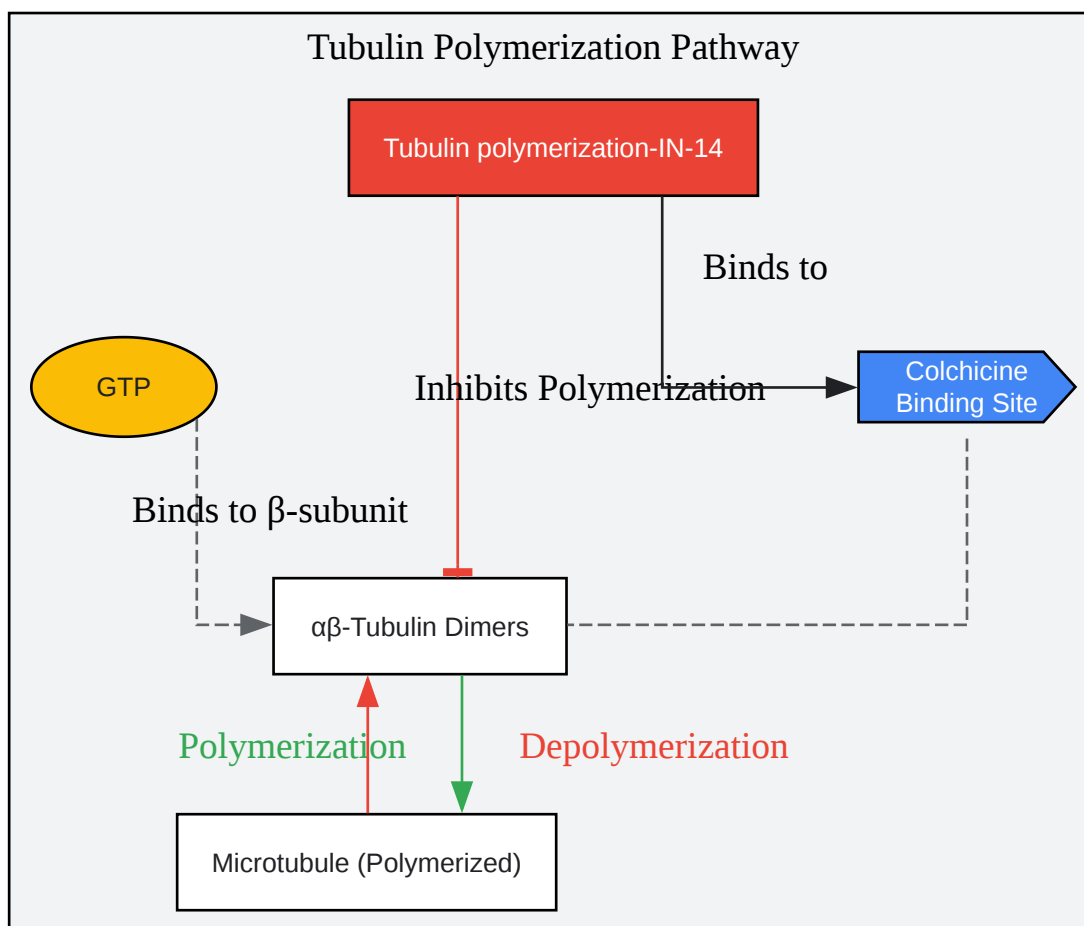 Tubulin Polymerization Pathway
Tubulin polymerization-IN-14
Binds to
GTP
Inhibits Polymerization
Colchicine
Binding Site
Binds to β-subunit
αβ-Tubulin Dimers
Polymerization
Depolymerization
Microtubule (Polymerized)